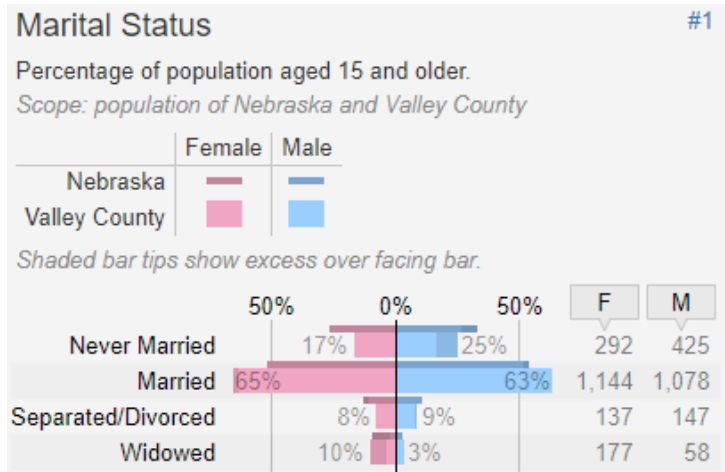 Marital Status #1
Percentage of population aged 15 and older.
Scope: population of Nebraska and Valley County
Female Male
Nebraska
Valley County
Shaded bar tips show excess over facing bar.
50% 0% 50% F M
Never Married 17% 25% 292 425
Married 65% 63% 1,144 1,078
Separated/Divorced 8% 9% 137 147
Widowed 10% 3% 177 58